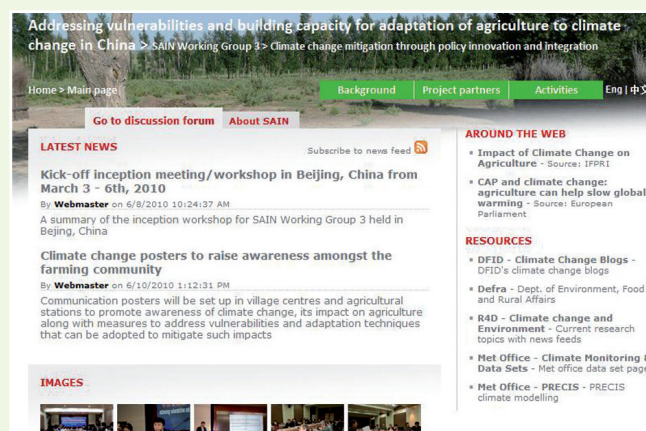 Addressing vulnerabilities and building capacity for adaptation of agriculture to climate
change in China > SAIN Working Group 3 > Climate change mitigation through policy innovation and integration
Home > Main page
Background
Project partners
Activities
Eng | 中文
Go to discussion forum
About SAIN
LATEST NEWS
Subscribe to news feed
Kick-off inception meeting/workshop in Beijing, China from
March 3 - 6th, 2010
By Webmaster on 6/8/2010 10:24:37 AM
A summary of the inception workshop for SAIN Working Group 3 held in
Bejing, China
Climate change posters to raise awareness amongst the
farming community
By Webmaster on 6/10/2010 1:12:31 PM
Communication posters will be set up in village centres and agricultural
stations to promote awareness of climate change, its impact on agriculture
along with measures to address vulnerabilities and adaptation techniques
that can be adopted to mitigate such impacts
IMAGES
AROUND THE WEB
Impact of Climate Change on
Agriculture - Source: IFPRI
CAP and climate change:
agriculture can help slow global
warming - Source: European
Parliament
RESOURCES
DFID - Climate Change Blogs -
DFID's climate change blogs
Defra - Dept. of Environment, Food
and Rural Affairs
R4D - Climate change and
Environment - Current research
topics with news feeds
Met Office - Climate Monitoring &
Data Sets - Met office data set page
Met Office - PRECIS - PRECIS
climate modelling